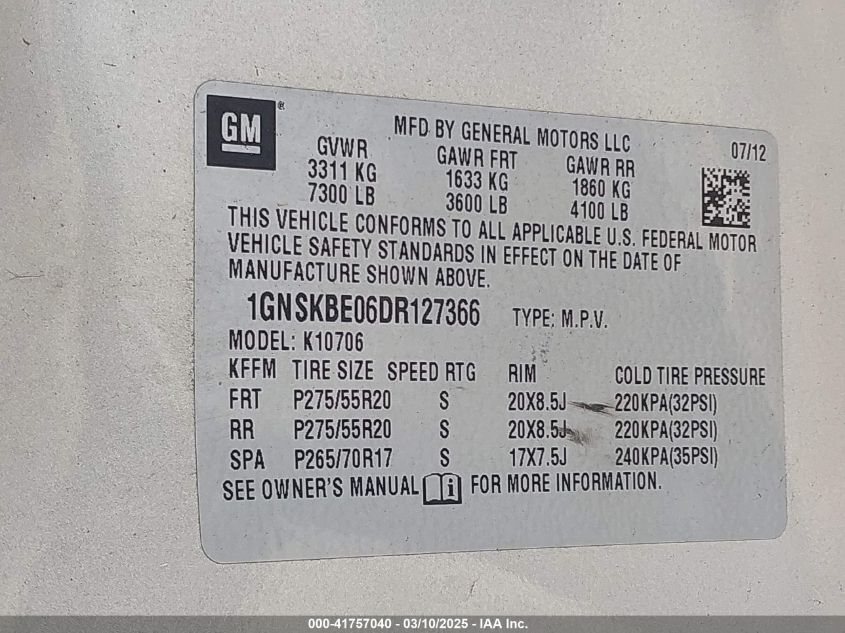 GM ®
MFD BY GENERAL MOTORS LLC 07/12
GVWR GAWR FRT GAWR RR
3311 KG 1633 KG 1860 KG
7300 LB 3600 LB 4100 LB
THIS VEHICLE CONFORMS TO ALL APPLICABLE U.S. FEDERAL MOTOR
VEHICLE SAFETY STANDARDS IN EFFECT ON THE DATE OF
MANUFACTURE SHOWN ABOVE.
1GNSKBE06DR127366 TYPE: M.P.V.
MODEL: K10706
KFFM TIRE SIZE SPEED RTG RIM COLD TIRE PRESSURE
FRT P275/55R20 S 20X8.5J 220KPA(32PSI)
RR P275/55R20 S 20X8.5J 220KPA(32PSI)
SPA P265/70R17 S 17X7.5J 240KPA(35PSI)
SEE OWNER'S MANUAL i FOR MORE INFORMATION.
000-41757040 — 03/10/2025 — IAA Inc.